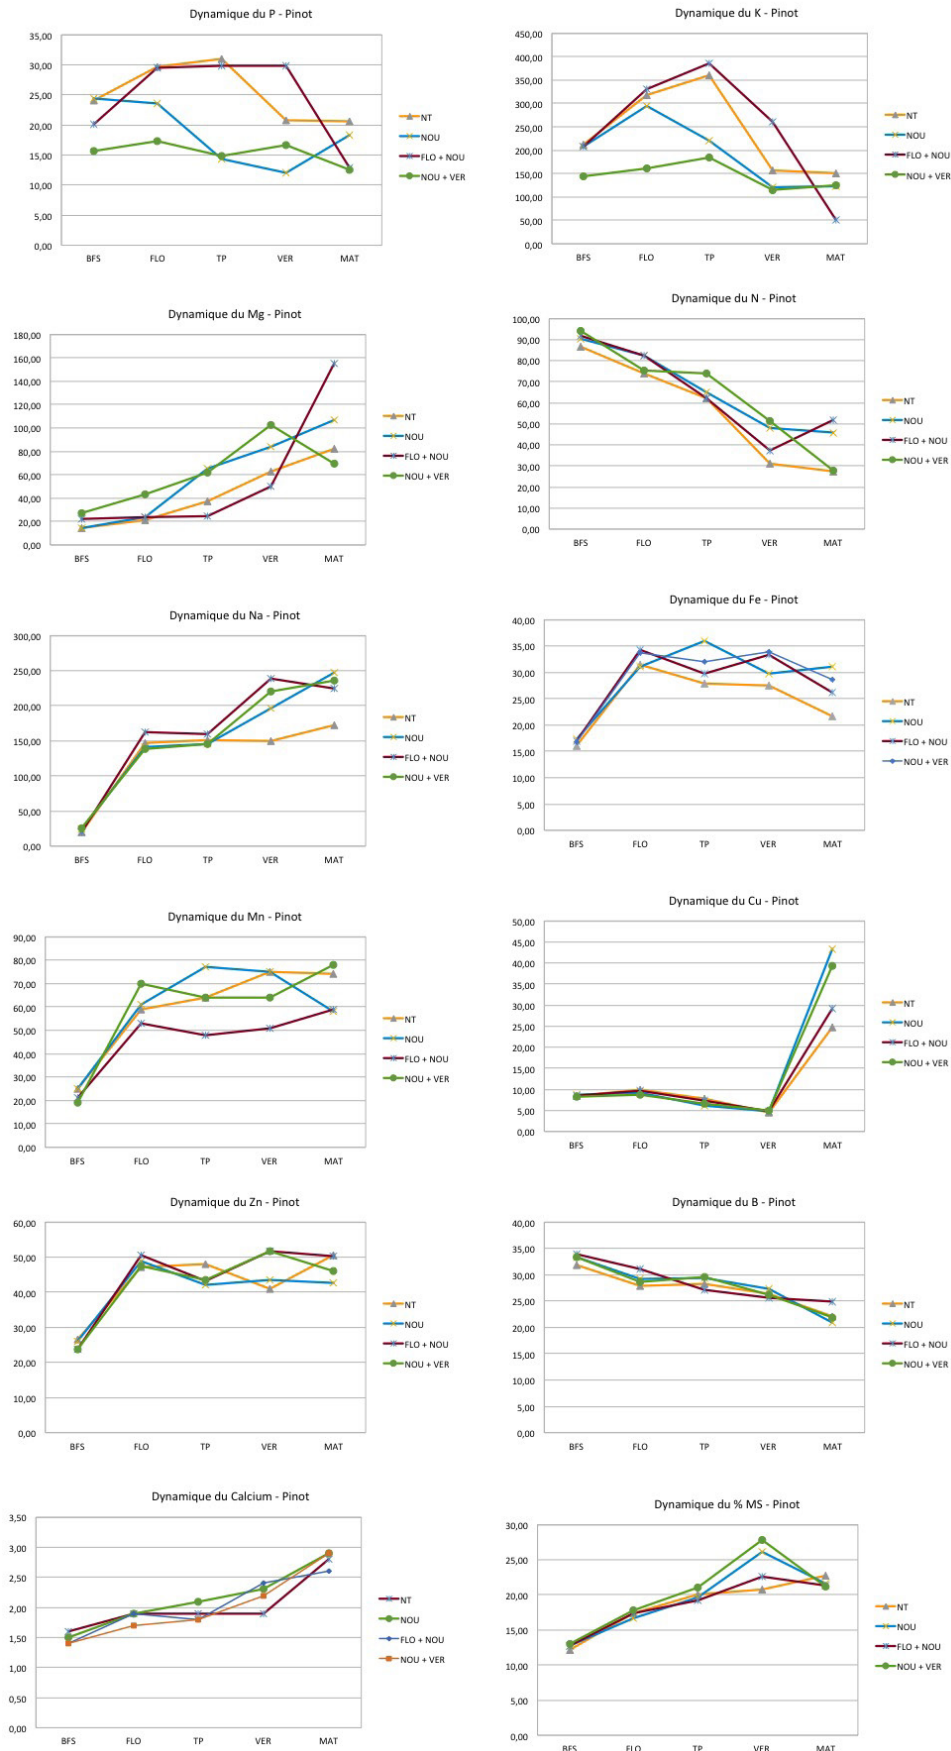 Dynamique du P - Pinot
35,00
30,00
25,00
20,00
15,00
10,00
5,00
0,00
BFS FLO TP VER MAT
NT
NOU
FLO + NOU
NOU + VER
Dynamique du K - Pinot
450,00
400,00
350,00
300,00
250,00
200,00
150,00
100,00
50,00
0,00
BFS FLO TP VER MAT
NT
NOU
FLO + NOU
NOU + VER
Dynamique du Mg - Pinot
180,00
160,00
140,00
120,00
100,00
80,00
60,00
40,00
20,00
0,00
BFS FLO TP VER MAT
NT
NOU
FLO + NOU
NOU + VER
Dynamique du N - Pinot
100,00
90,00
80,00
70,00
60,00
50,00
40,00
30,00
20,00
10,00
0,00
BFS FLO TP VER MAT
NT
NOU
FLO + NOU
NOU + VER
Dynamique du Na - Pinot
300,00
250,00
200,00
150,00
100,00
50,00
0,00
BFS FLO TP VER MAT
NT
NOU
FLO + NOU
NOU + VER
Dynamique du Fe - Pinot
40,00
35,00
30,00
25,00
20,00
15,00
10,00
5,00
0,00
BFS FLO TP VER MAT
NT
NOU
FLO + NOU
NOU + VER
Dynamique du Mn - Pinot
90,00
80,00
70,00
60,00
50,00
40,00
30,00
20,00
10,00
0,00
BFS FLO TP VER MAT
NT
NOU
FLO + NOU
NOU + VER
Dynamique du Cu - Pinot
50,00
45,00
40,00
35,00
30,00
25,00
20,00
15,00
10,00
5,00
0,00
BFS FLO TP VER MAT
NT
NOU
FLO + NOU
NOU + VER
Dynamique du Zn - Pinot
60,00
50,00
40,00
30,00
20,00
10,00
0,00
BFS FLO TP VER MAT
NT
NOU
FLO + NOU
NOU + VER
Dynamique du B - Pinot
40,00
35,00
30,00
25,00
20,00
15,00
10,00
5,00
0,00
BFS FLO TP VER MAT
NT
NOU
FLO + NOU
NOU + VER
Dynamique du Calcium - Pinot
3,50
3,00
2,50
2,00
1,50
1,00
0,50
0,00
BFS FLO TP VER MAT
NT
NOU
FLO + NOU
NOU + VER
Dynamique du % MS - Pinot
30,00
25,00
20,00
15,00
10,00
5,00
0,00
BFS FLO TP VER MAT
NT
NOU
FLO + NOU
NOU + VER